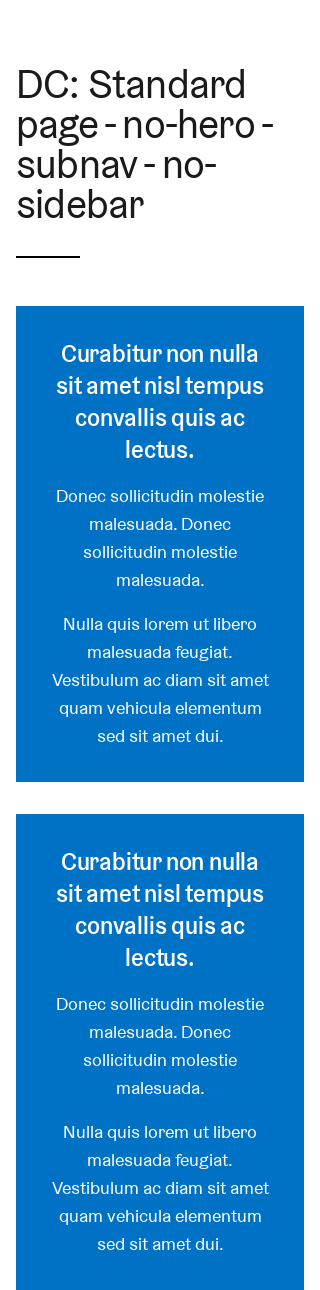 DC: Standard
page - no-hero -
subnav - no-
sidebar
Curabitur non nulla
sit amet nisl tempus
convallis quis ac
lectus.
Donec sollicitudin molestie
malesuada. Donec
sollicitudin molestie
malesuada.
Nulla quis lorem ut libero
malesuada feugiat.
Vestibulum ac diam sit amet
quam vehicula elementum
sed sit amet dui.
Curabitur non nulla
sit amet nisl tempus
convallis quis ac
lectus.
Donec sollicitudin molestie
malesuada. Donec
sollicitudin molestie
malesuada.
Nulla quis lorem ut libero
malesuada feugiat.
Vestibulum ac diam sit amet
quam vehicula elementum
sed sit amet dui.